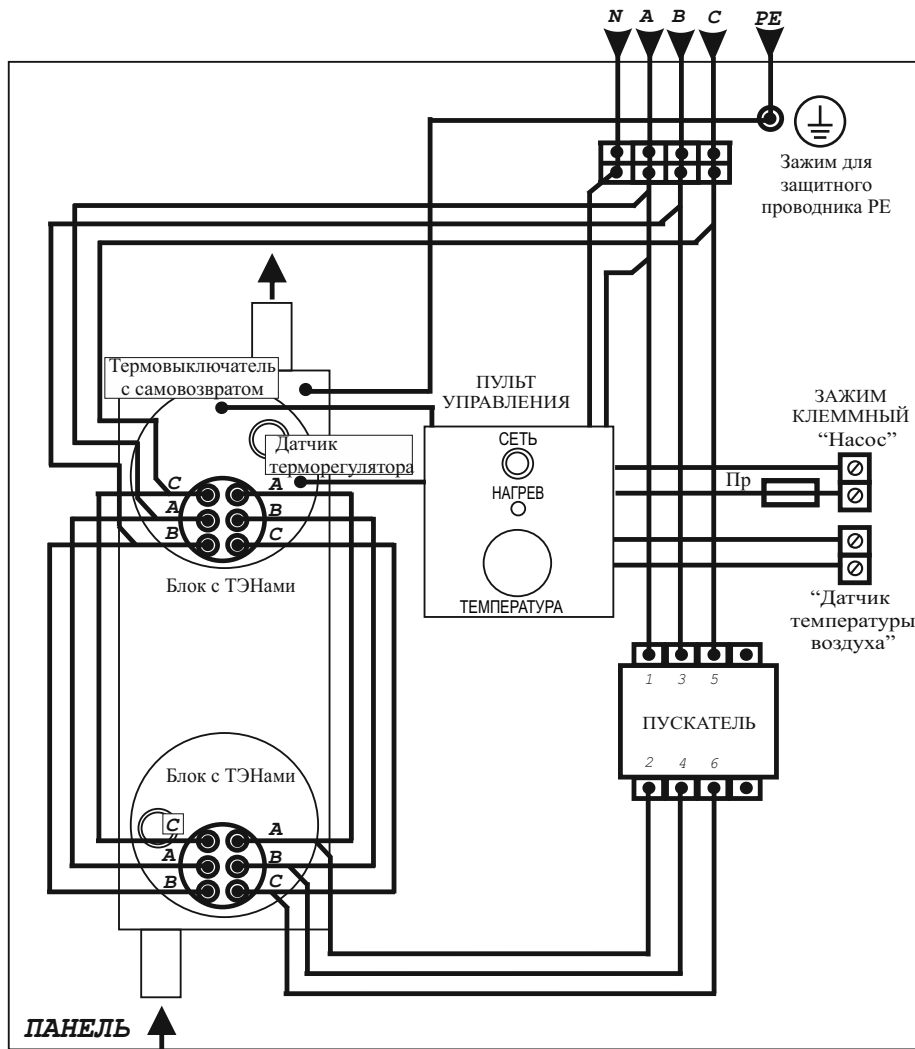 N A B C PE
Зажим для
защитного
проводника PE
Термовыключатель
с самовозвратом
ПУЛЬТ
УПРАВЛЕНИЯ
ЗАЖИМ
КЛЕММНЫЙ
“Насос”
Датчик
терморегулятора
СЕТЬ
НАГРЕВ
Пр
C A
A B
B C
Блок с ТЭНами
ТЕМПЕРАТУРА
“Датчик
температуры
воздуха”
1 3 5
ПУСКАТЕЛЬ
2 4 6
Блок с ТЭНами
C A
A B
B C
ПАНЕЛЬ